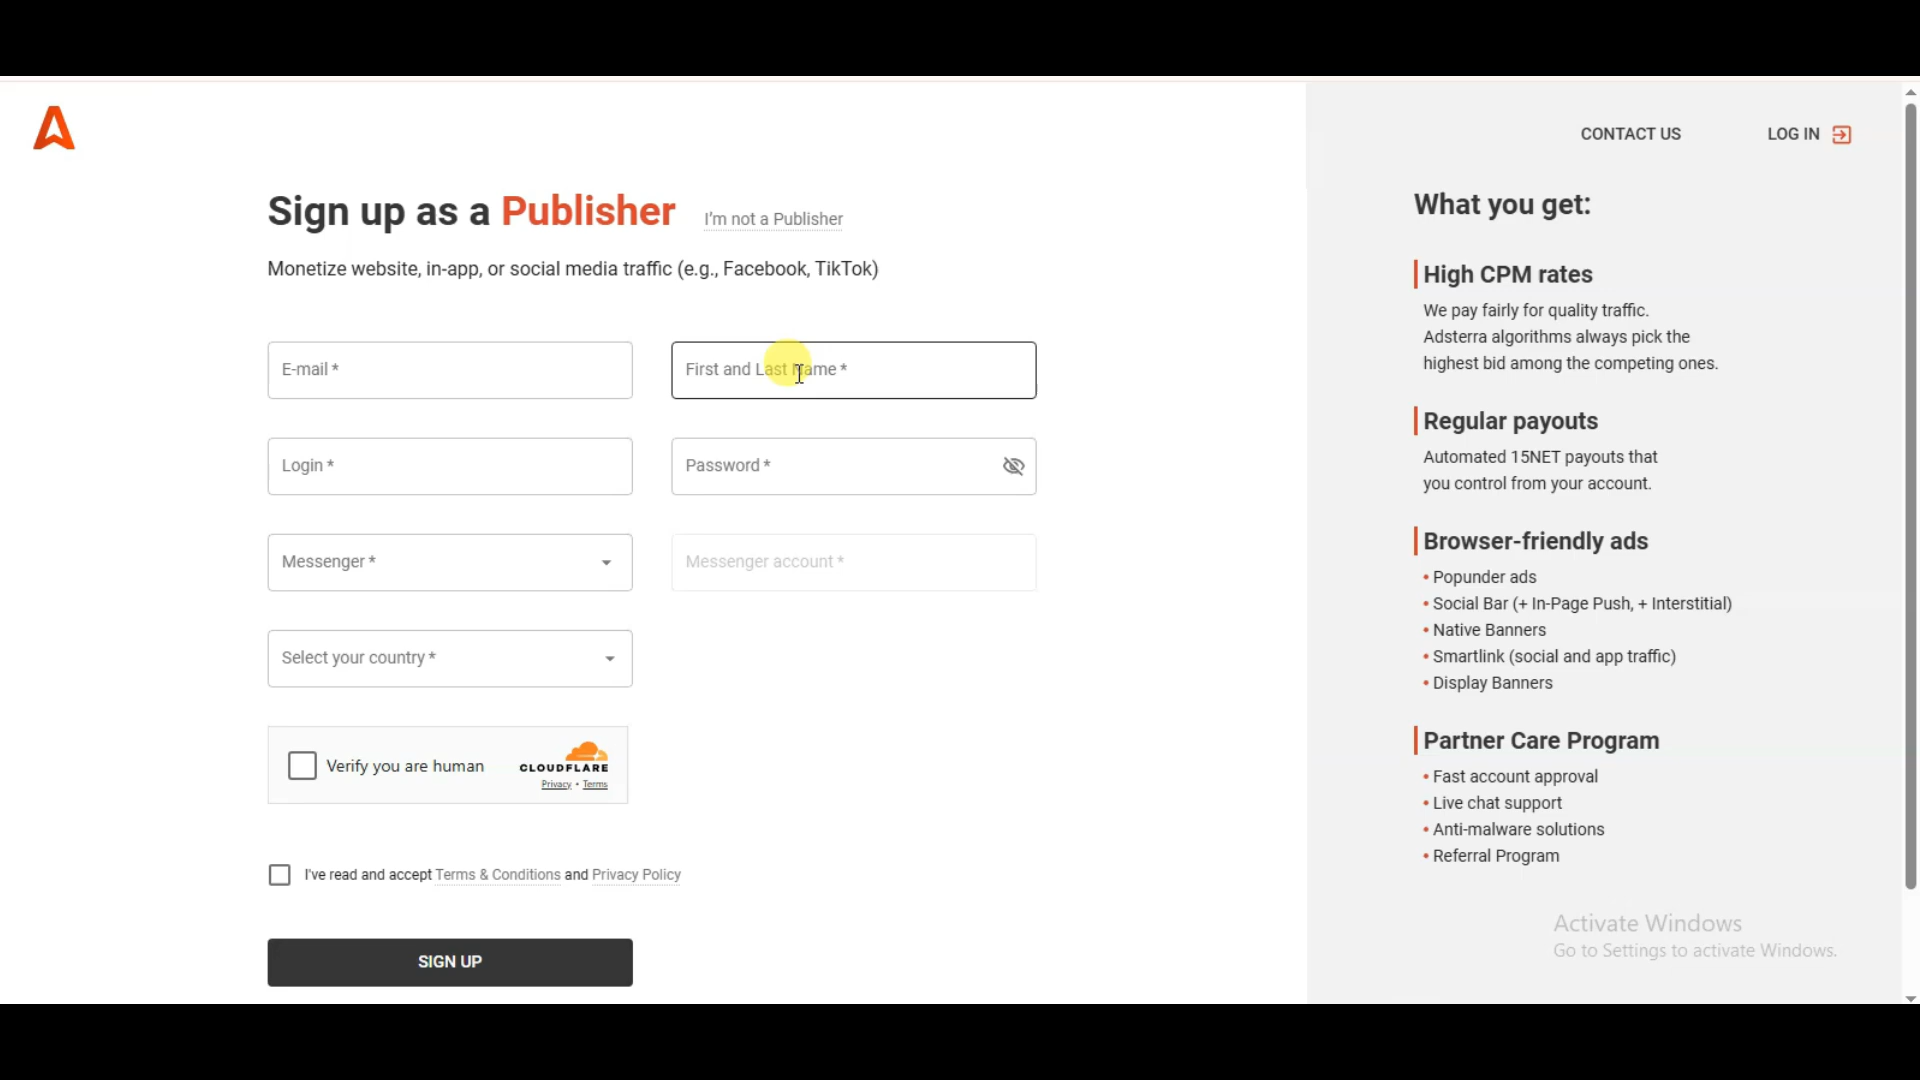 CONTACT US
LOG IN
Sign up as a Publisher
I'm not a Publisher
Monetize website, in-app, or social media traffic (e.g., Facebook, TikTok)
E-mail *
First and Last Name *
Login *
Password *
Messenger *
Messenger account *
Select your country *
Verify you are human
CLOUDFLARE
Privacy • Terms
I've read and accept Terms & Conditions and Privacy Policy
SIGN UP
What you get:
High CPM rates
We pay fairly for quality traffic.
Adsterra algorithms always pick the
highest bid among the competing ones.
Regular payouts
Automated 15NET payouts that
you control from your account.
Browser-friendly ads
• Popunder ads
• Social Bar (+ In-Page Push, + Interstitial)
• Native Banners
• Smartlink (social and app traffic)
• Display Banners
Partner Care Program
• Fast account approval
• Live chat support
• Anti-malware solutions
• Referral Program
Activate Windows
Go to Settings to activate Windows.